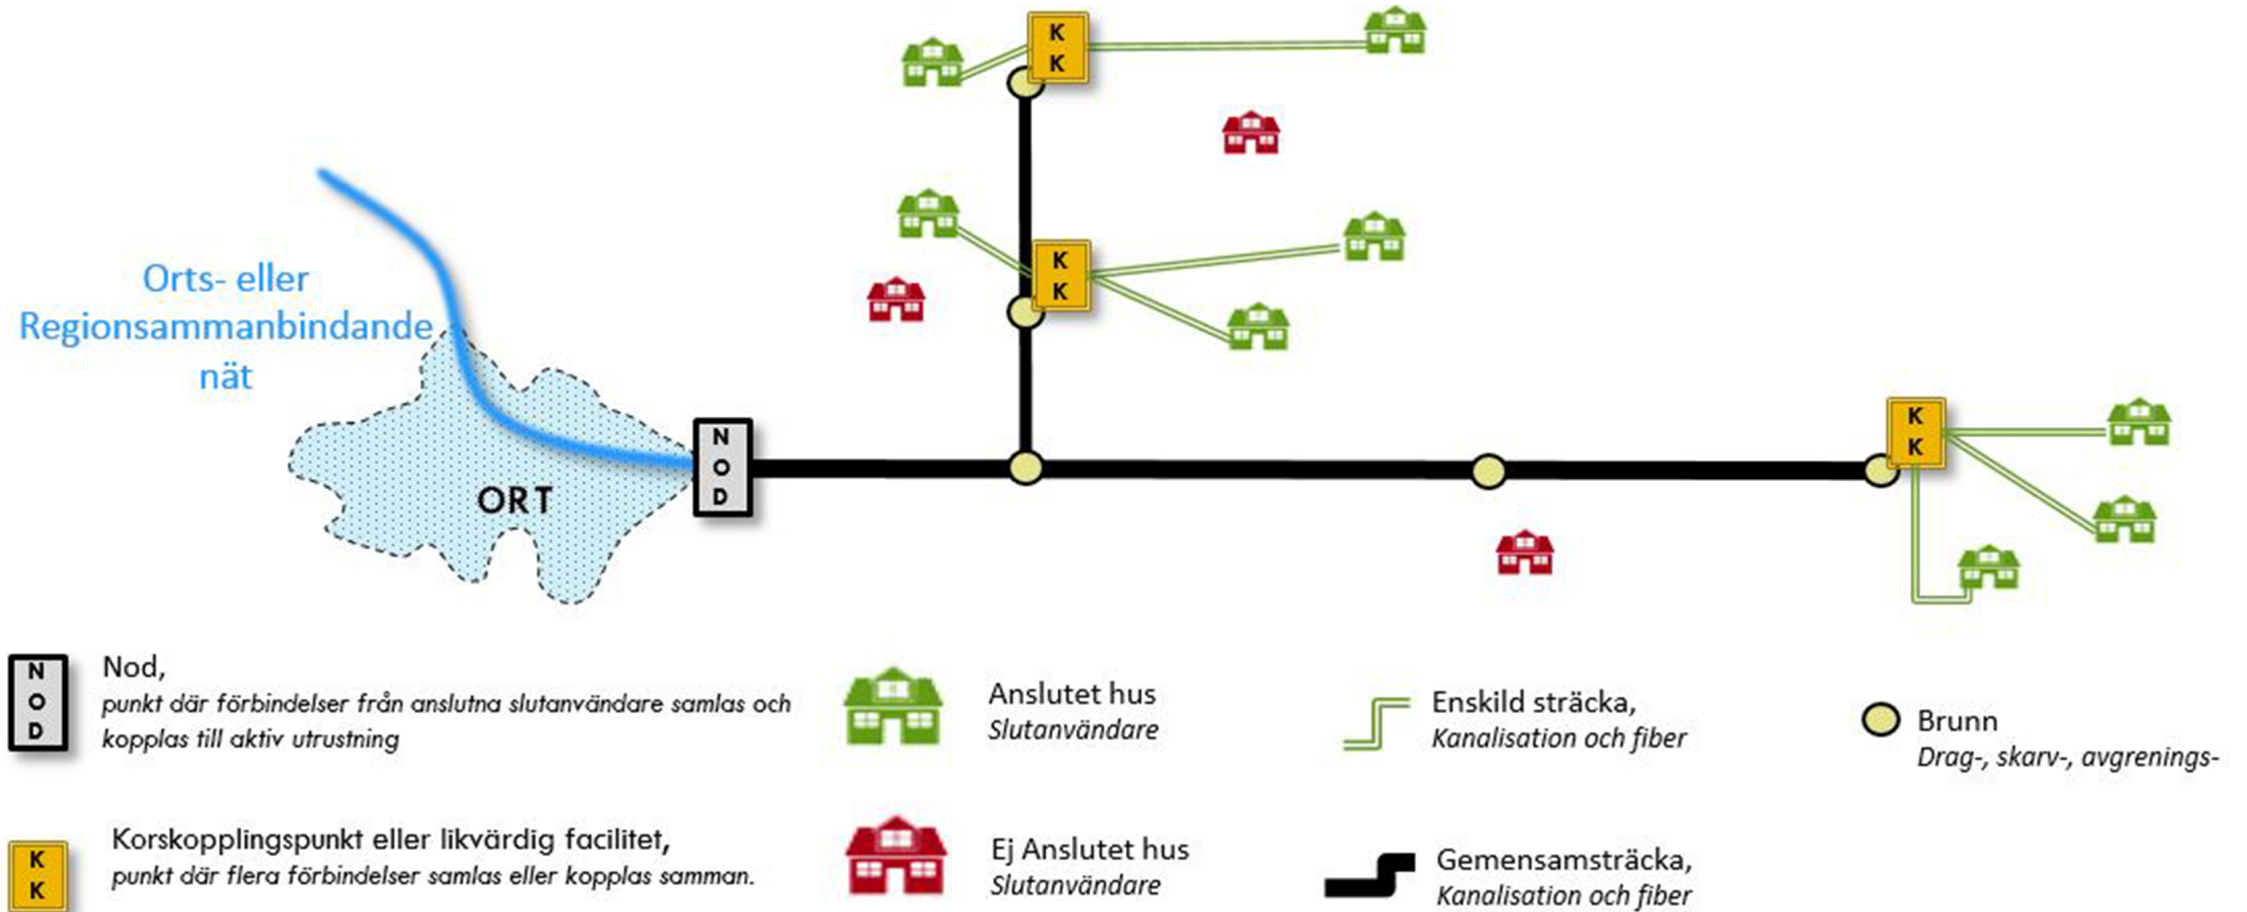 K
K
K
K
Orts- eller
Regionsammanbindande
nät
K
K
N
O
D
ORT
N
O
D
Nod,
punkt där förbindelser från anslutna slutanvändare samlas och
kopplas till aktiv utrustning
Anslutet hus
Slutanvändare
Enskild sträcka,
Kanalisation och fiber
Brunn
Drag-, skarv-, avgrenings-
K
K
Korskopplingspunkt eller likvärdig facilitet,
punkt där flera förbindelser samlas eller kopplas samman.
Ej Anslutet hus
Slutanvändare
Gemensamsträcka,
Kanalisation och fiber